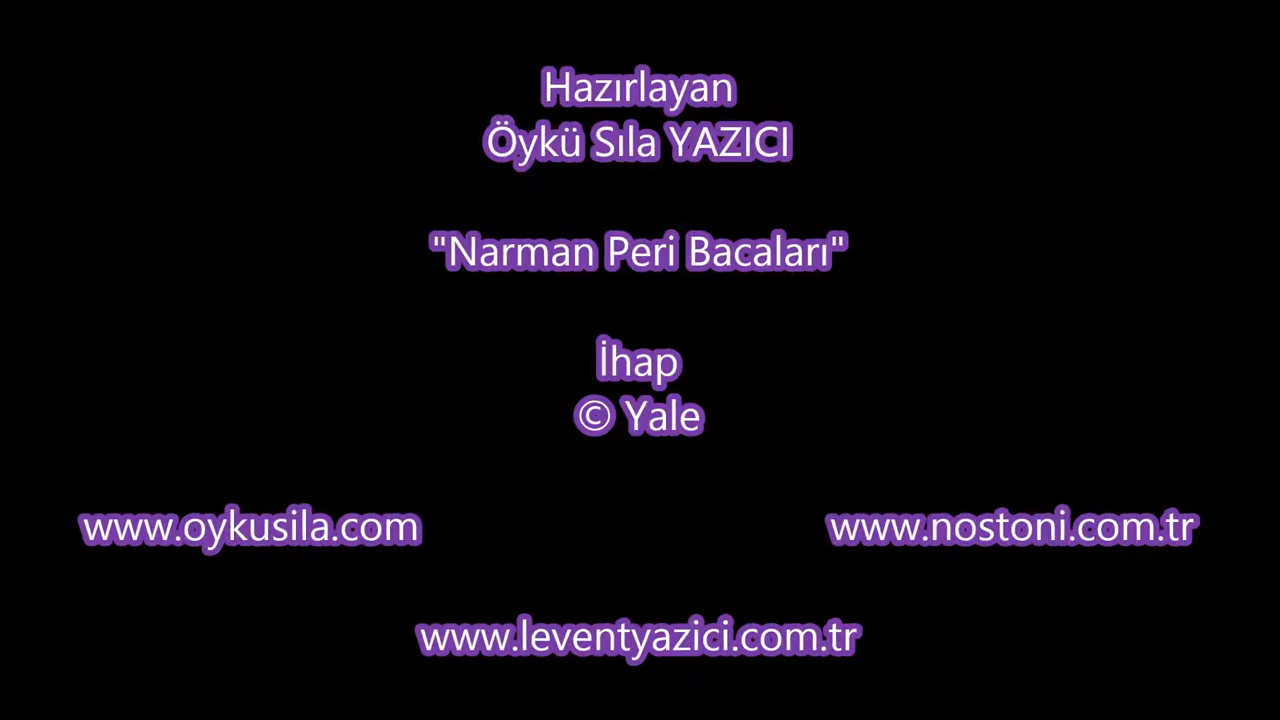 Hazırlayan
Öykü Sıla YAZICI
"Narman Peri Bacaları"
İhap
© Yale
www.oykusila.com
www.nostoni.com.tr
www.leventyazici.com.tr